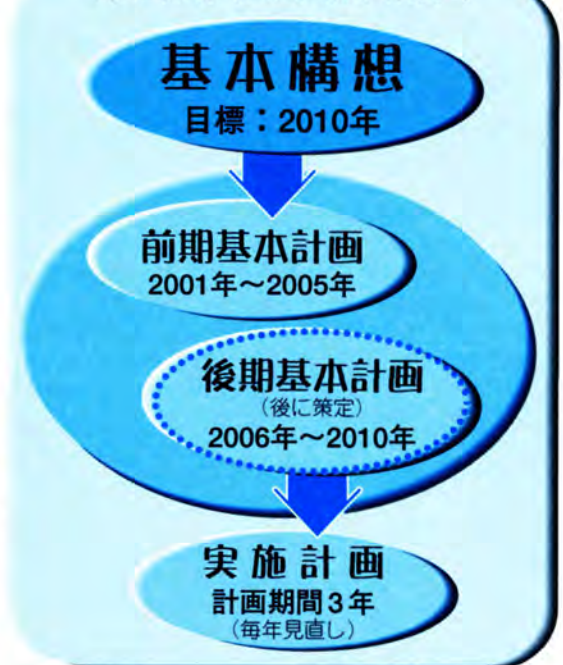 基本構想
目標：2010年
前期基本計画
2001年～2005年
後期基本計画
（後に策定）
2006年～2010年
実施計画
計画期間3年
（毎年見直し）